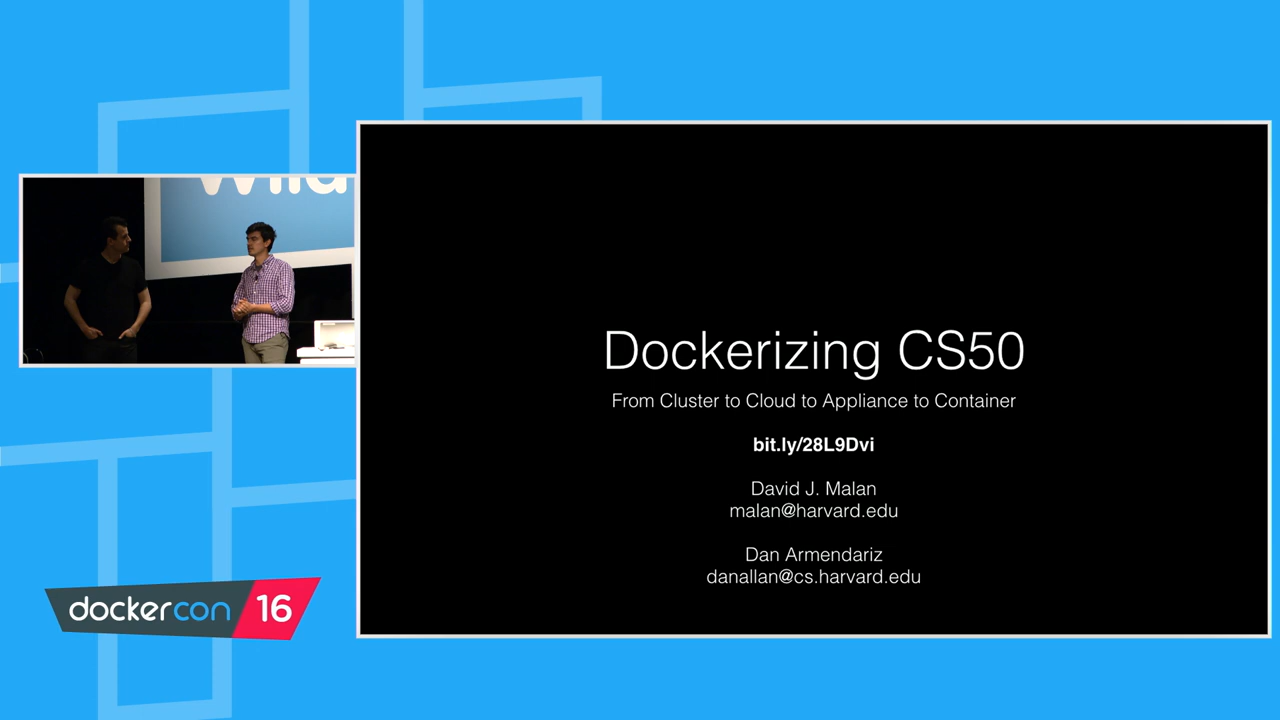 Dockerizing CS50
From Cluster to Cloud to Appliance to Container
bit.ly/28L9Dvi
David J. Malan
malan@harvard.edu
Dan Armendariz
danallan@cs.harvard.edu
dockercon 16